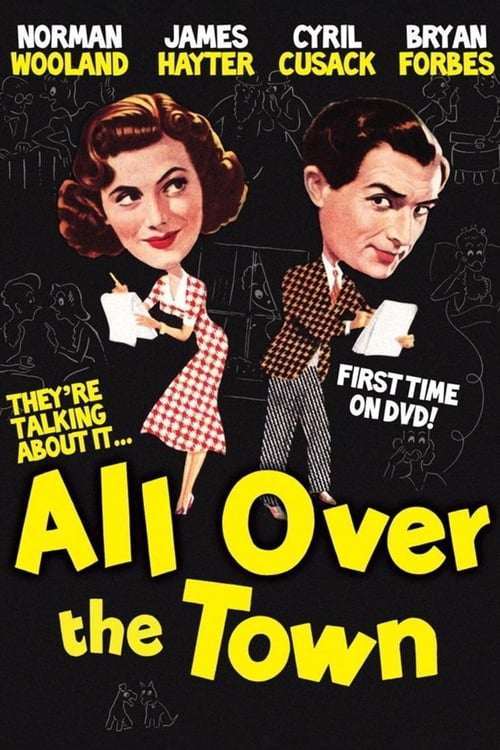 NORMAN WOOLAND
JAMES HAYTER
CYRIL CUSACK
BRYAN FORBES
THEY'RE
TALKING
ABOUT IT...
FIRST TIME
ON DVD!
All Over
the Town